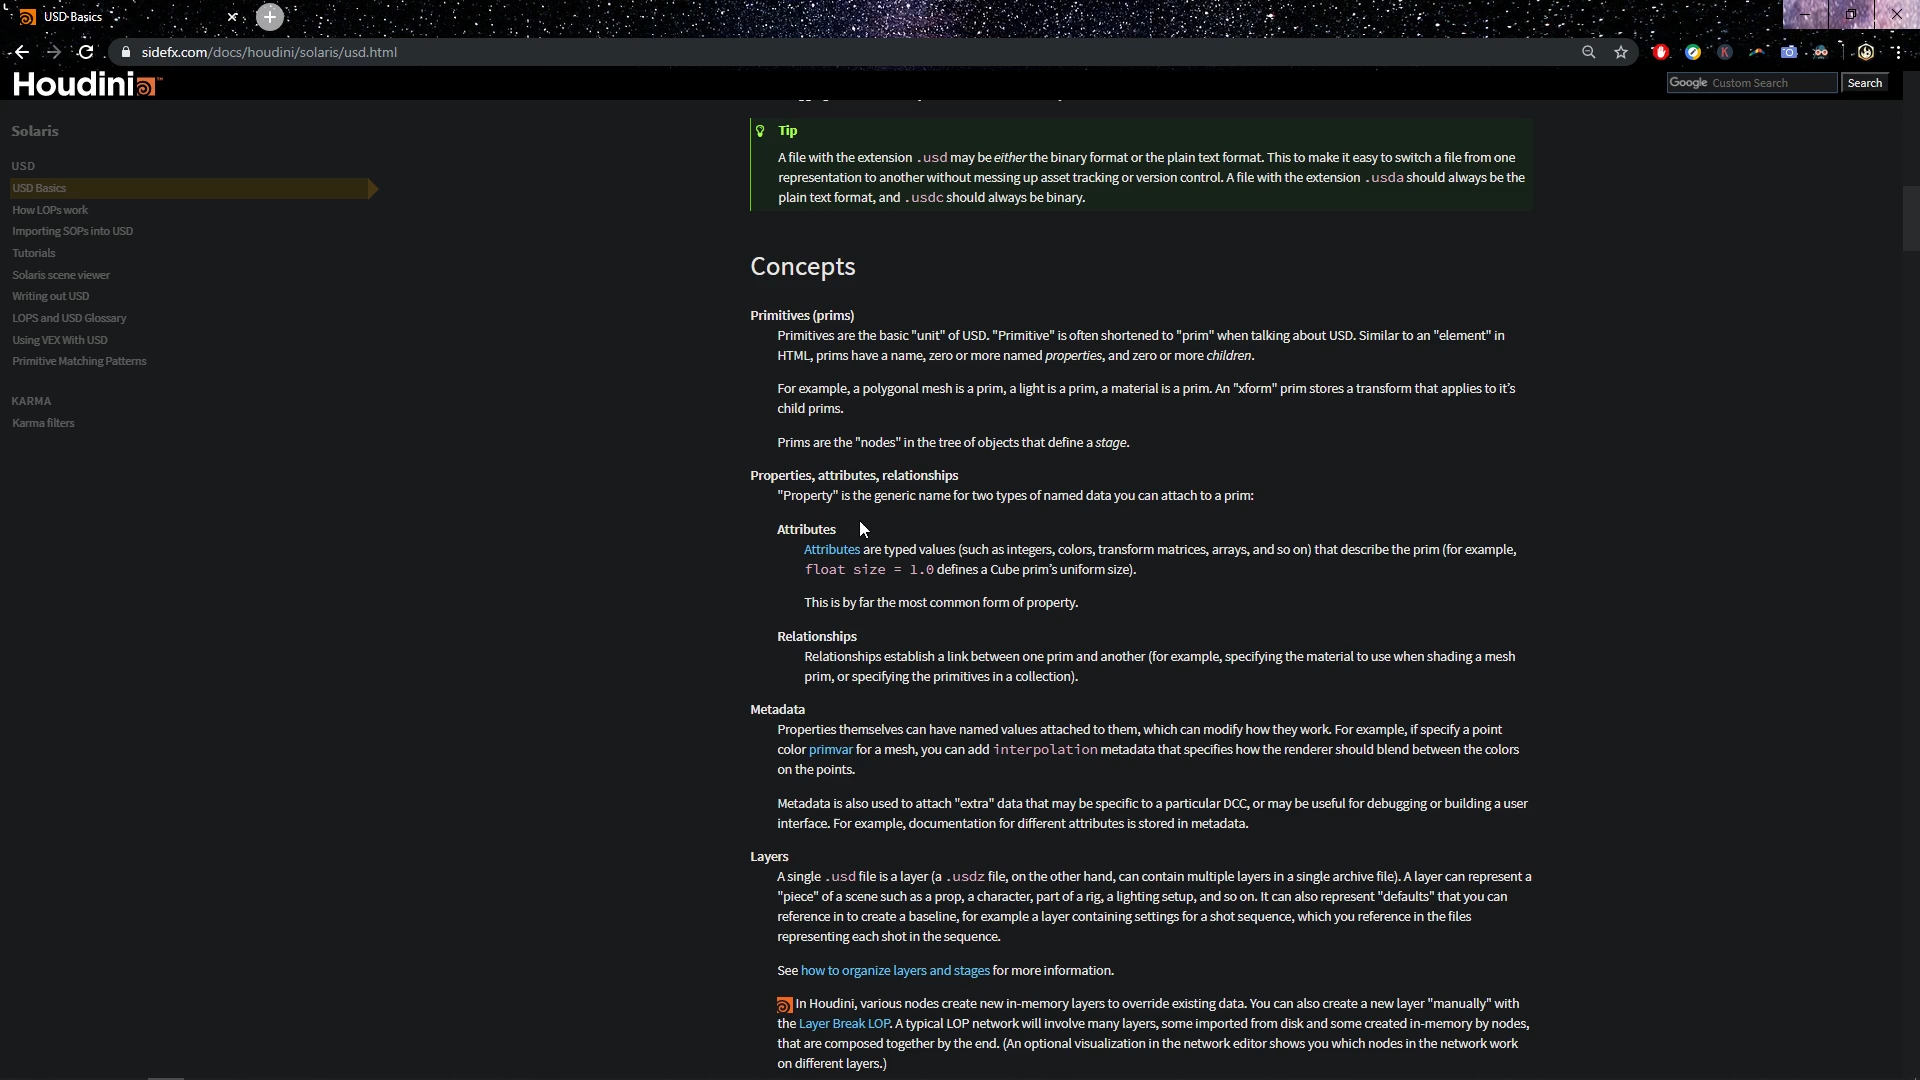 USD Basics
sidefx.com/docs/houdini/solaris/usd.html
Houdini
Google Custom Search
Search
Solaris
USD
USD Basics
How LOPs work
Importing SOPs into USD
Tutorials
Solaris scene viewer
Writing out USD
LOPS and USD Glossary
Using VEX With USD
Primitive Matching Patterns
KARMA
Karma filters
Tip
A file with the extension .usd may be either the binary format or the plain text format. This to make it easy to switch a file from one
representation to another without messing up asset tracking or version control. A file with the extension .usda should always be the
plain text format, and .usdc should always be binary.
Concepts
Primitives (prims)
Primitives are the basic "unit" of USD. "Primitive" is often shortened to "prim" when talking about USD. Similar to an "element" in
HTML, prims have a name, zero or more named properties, and zero or more children.
For example, a polygonal mesh is a prim, a light is a prim, a material is a prim. An "xform" prim stores a transform that applies to it's
child prims.
Prims are the "nodes" in the tree of objects that define a stage.
Properties, attributes, relationships
"Property" is the generic name for two types of named data you can attach to a prim:
Attributes
Attributes are typed values (such as integers, colors, transform matrices, arrays, and so on) that describe the prim (for example,
float size = 1.0 defines a Cube prim's uniform size).
This is by far the most common form of property.
Relationships
Relationships establish a link between one prim and another (for example, specifying the material to use when shading a mesh
prim, or specifying the primitives in a collection).
Metadata
Properties themselves can have named values attached to them, which can modify how they work. For example, if specify a point
color primvar for a mesh, you can add interpolation metadata that specifies how the renderer should blend between the colors
on the points.
Metadata is also used to attach "extra" data that may be specific to a particular DCC, or may be useful for debugging or building a user
interface. For example, documentation for different attributes is stored in metadata.
Layers
A single .usd file is a layer (a .usdz file, on the other hand, can contain multiple layers in a single archive file). A layer can represent a
"piece" of a scene such as a prop, a character, part of a rig, a lighting setup, and so on. It can also represent "defaults" that you can
reference in to create a baseline, for example a layer containing settings for a shot sequence, which you reference in the files
representing each shot in the sequence.
See how to organize layers and stages for more information.
In Houdini, various nodes create new in-memory layers to override existing data. You can also create a new layer "manually" with
the Layer Break LOP. A typical LOP network will involve many layers, some imported from disk and some created in-memory by nodes,
that are composed together by the end. (An optional visualization in the network editor shows you which nodes in the network work
on different layers.)